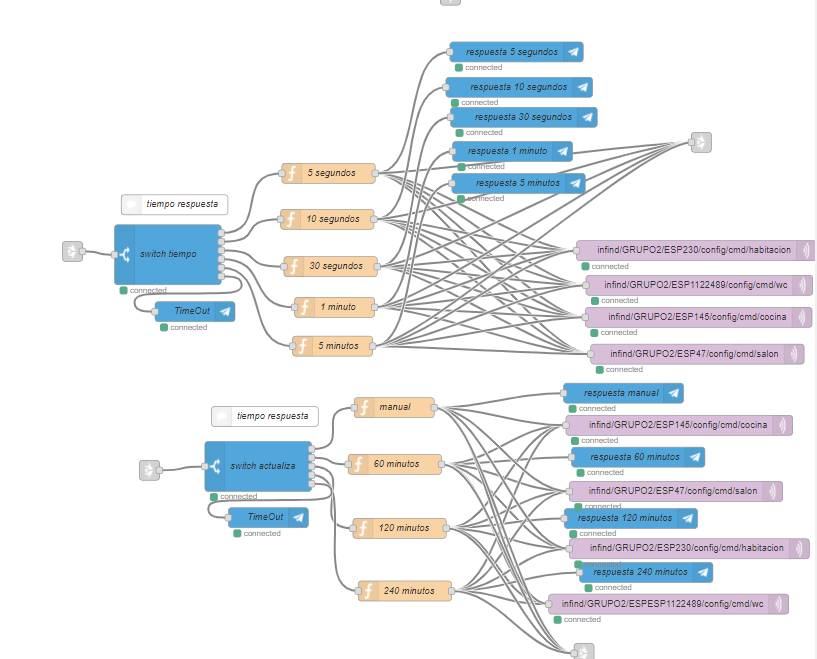 respuesta 5 segundos
connected
respuesta 10 segundos
connected
respuesta 30 segundos
connected
respuesta 1 minuto
connected
respuesta 5 minutos
connected
5 segundos
10 segundos
30 segundos
1 minuto
5 minutos
tiempo respuesta
switch tiempo
connected
TimeOut
connected
infind/GRUPO2/ESP230/config/cmd/habitacion
connected
infind/GRUPO2/ESP1122489/config/cmd/wc
connected
infind/GRUPO2/ESP145/config/cmd/cocina
connected
infind/GRUPO2/ESP47/config/cmd/salon
connected
tiempo respuesta
switch actualiza
connected
TimeOut
connected
manual
60 minutos
120 minutos
240 minutos
respuesta manual
connected
infind/GRUPO2/ESP145/config/cmd/cocina
connected
respuesta 60 minutos
connected
infind/GRUPO2/ESP47/config/cmd/salon
connected
respuesta 120 minutos
connected
infind/GRUPO2/ESP230/config/cmd/habitacion
connected
respuesta 240 minutos
connected
infind/GRUPO2/ESPESP1122489/config/cmd/wc
connected